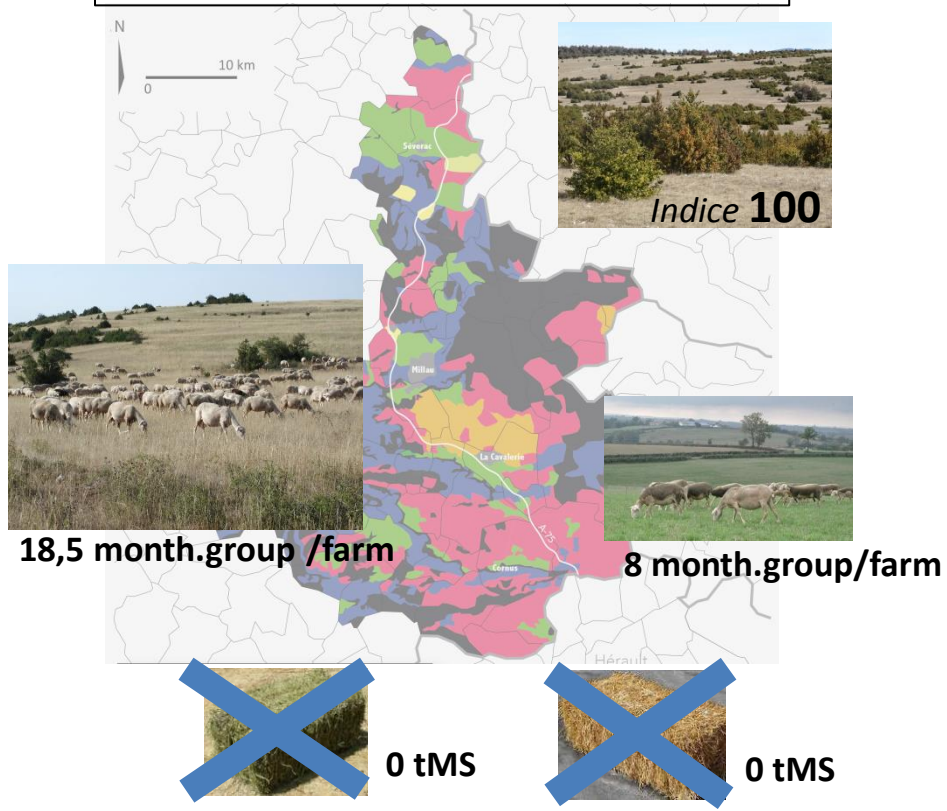 N
10 km
0
Séverac
Indice 100
Millau
La Cavalerie
A-75
18,5 month.group /farm
8 month.group/farm
Cornus
Hérault
0 tMS
0 tMS